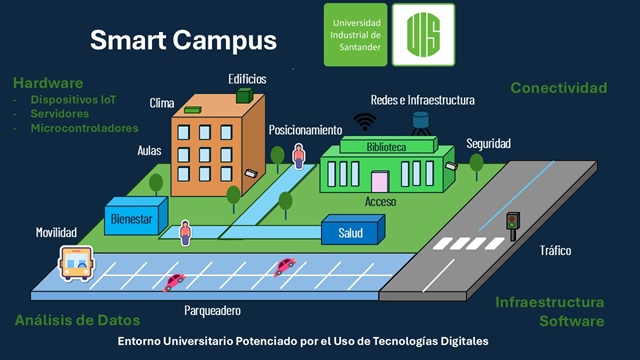 Smart Campus
Universidad
Industrial de
Santander
UIS
Hardware
- Dispositivos IoT
- Servidores
- Microcontroladores
Conectividad
Edificios
Clima
Redes e Infraestructura
Posicionamiento
Aulas
Biblioteca
Seguridad
Acceso
Bienestar
Movilidad
Salud
Tráfico
Parqueadero
Análisis de Datos
Infraestructura
Software
Entorno Universitario Potenciado por el Uso de Tecnologías Digitales